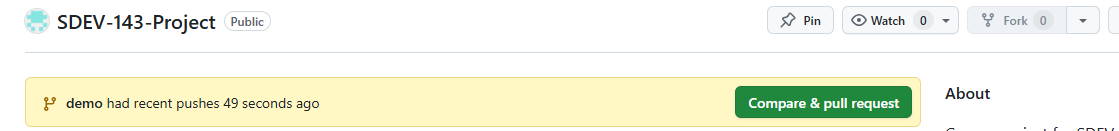 SDEV-143-Project Public Pin Watch 0 Fork 0
demo had recent pushes 49 seconds ago Compare & pull request
About